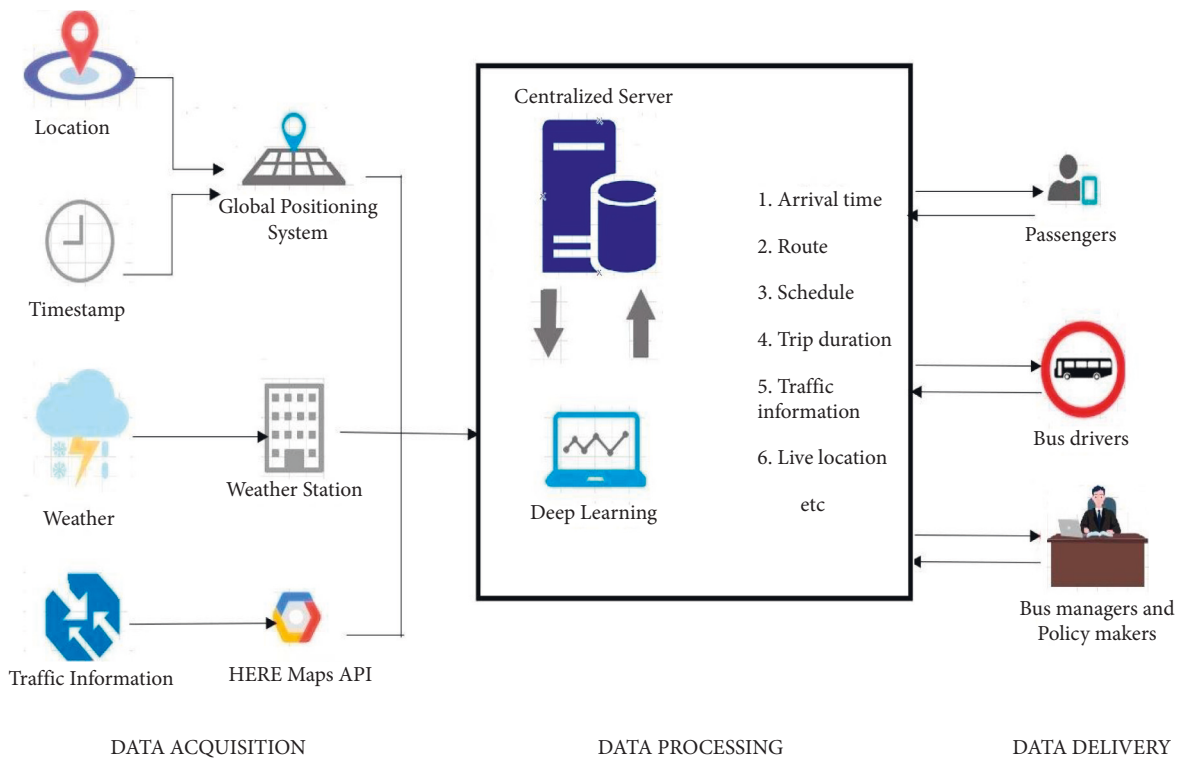 Location
Timestamp
Global Positioning
System
Weather
Weather Station
Traffic Information
HERE Maps API
DATA ACQUISITION
Centralized Server
Deep Learning
1. Arrival time
2. Route
3. Schedule
4. Trip duration
5. Traffic
information
6. Live location
etc
DATA PROCESSING
Passengers
Bus drivers
Bus managers and
Policy makers
DATA DELIVERY